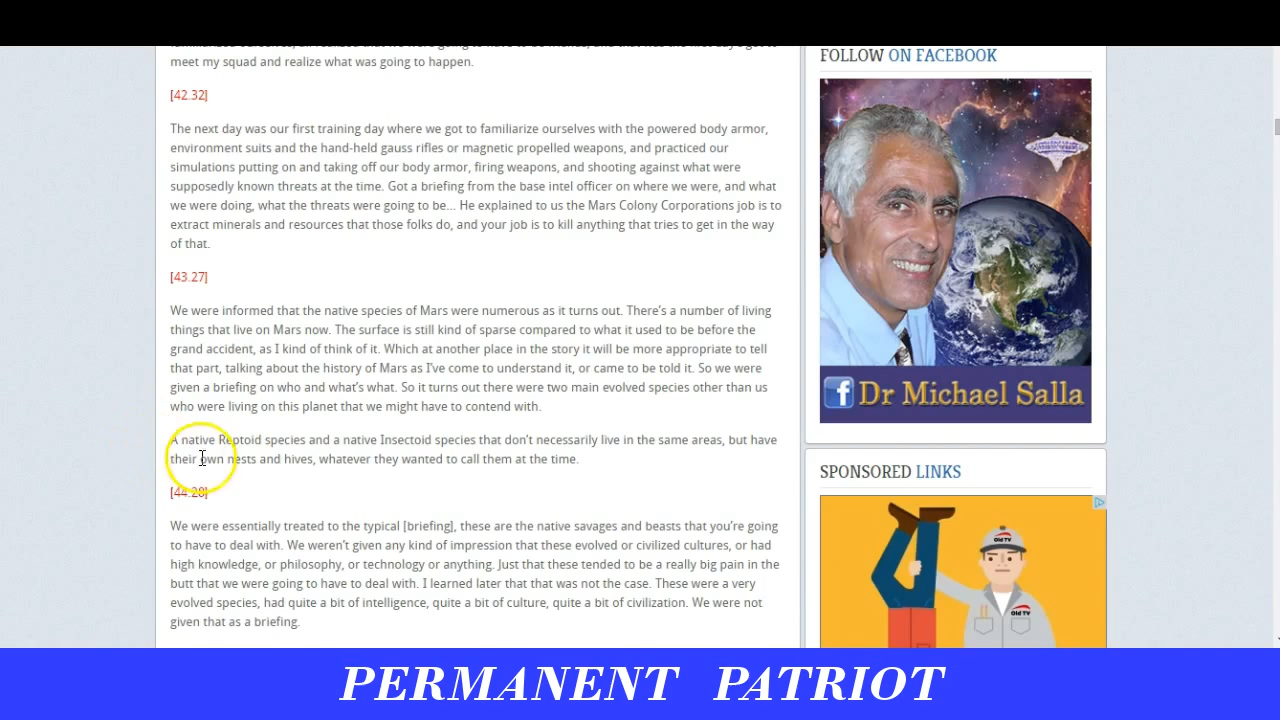 meet my squad and realize what was going to happen.
[42.32]
The next day was our first training day where we got to familiarize ourselves with the powered body armor,
environment suits and the hand-held gauss rifles or magnetic propelled weapons, and practiced our
simulations putting on and taking off our body armor, firing weapons, and shooting against what were
supposedly known threats at the time. Got a briefing from the base intel officer on where we were, and what
we were doing, what the threats were going to be… He explained to us the Mars Colony Corporations job is to
extract minerals and resources that those folks do, and your job is to kill anything that tries to get in the way
of that.
[43.27]
We were informed that the native species of Mars were numerous as it turns out. There's a number of living
things that live on Mars now. The surface is still kind of sparse compared to what it used to be before the
grand accident, as I kind of think of it. Which at another place in the story it will be more appropriate to tell
that part, talking about the history of Mars as I've come to understand it, or came to be told it. So we were
given a briefing on who and what's what. So it turns out there were two main evolved species other than us
who were living on this planet that we might have to contend with.
A native Reptoid species and a native Insectoid species that don't necessarily live in the same areas, but have
their own nests and hives, whatever they wanted to call them at the time.
[44.28]
We were essentially treated to the typical [briefing], these are the native savages and beasts that you're going
to have to deal with. We weren't given any kind of impression that these evolved or civilized cultures, or had
high knowledge, or philosophy, or technology or anything. Just that these tended to be a really big pain in the
butt that we were going to have to deal with. I learned later that that was not the case. These were a very
evolved species, had quite a bit of intelligence, quite a bit of culture, quite a bit of civilization. We were not
given that as a briefing.
FOLLOW ON FACEBOOK
f Dr Michael Salla
SPONSORED LINKS
Old TV
Old TV
PERMANENT PATRIOT